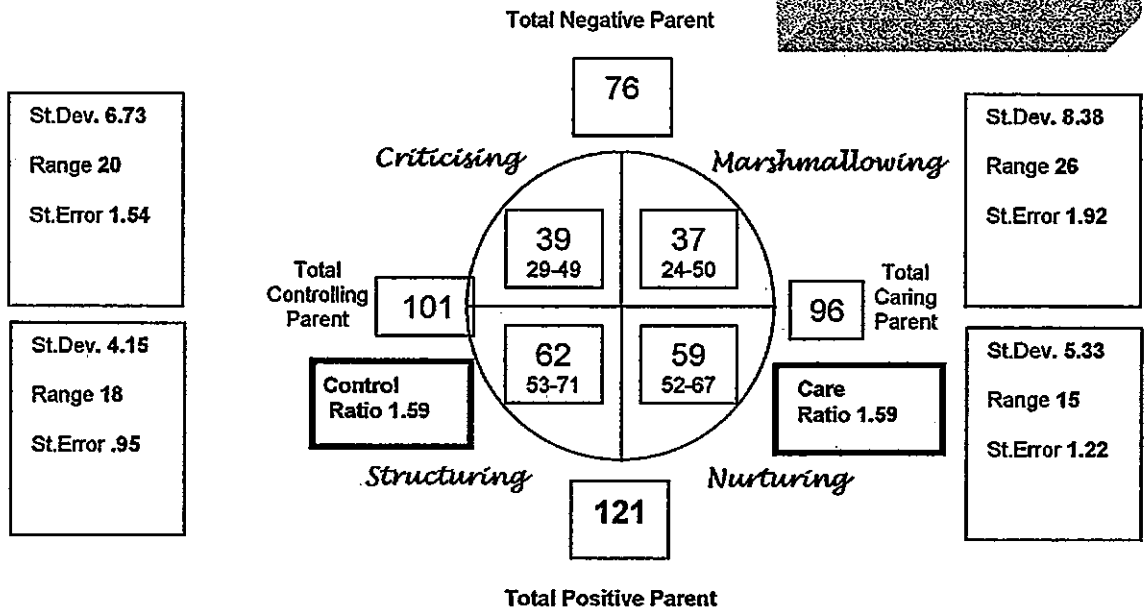 Total Negative Parent
76
St.Dev. 6.73
Range 20
St.Error 1.54
St.Dev. 8.38
Range 26
St.Error 1.92
Criticising
Marshmallowing
39
29-49
37
24-50
Total
Controlling
Parent
101
96
Total
Caring
Parent
St.Dev. 4.15
Range 18
St.Error .95
62
53-71
59
52-67
Control
Ratio 1.59
Care
Ratio 1.59
St.Dev. 5.33
Range 15
St.Error 1.22
Structuring
Nurturing
121
Total Positive Parent